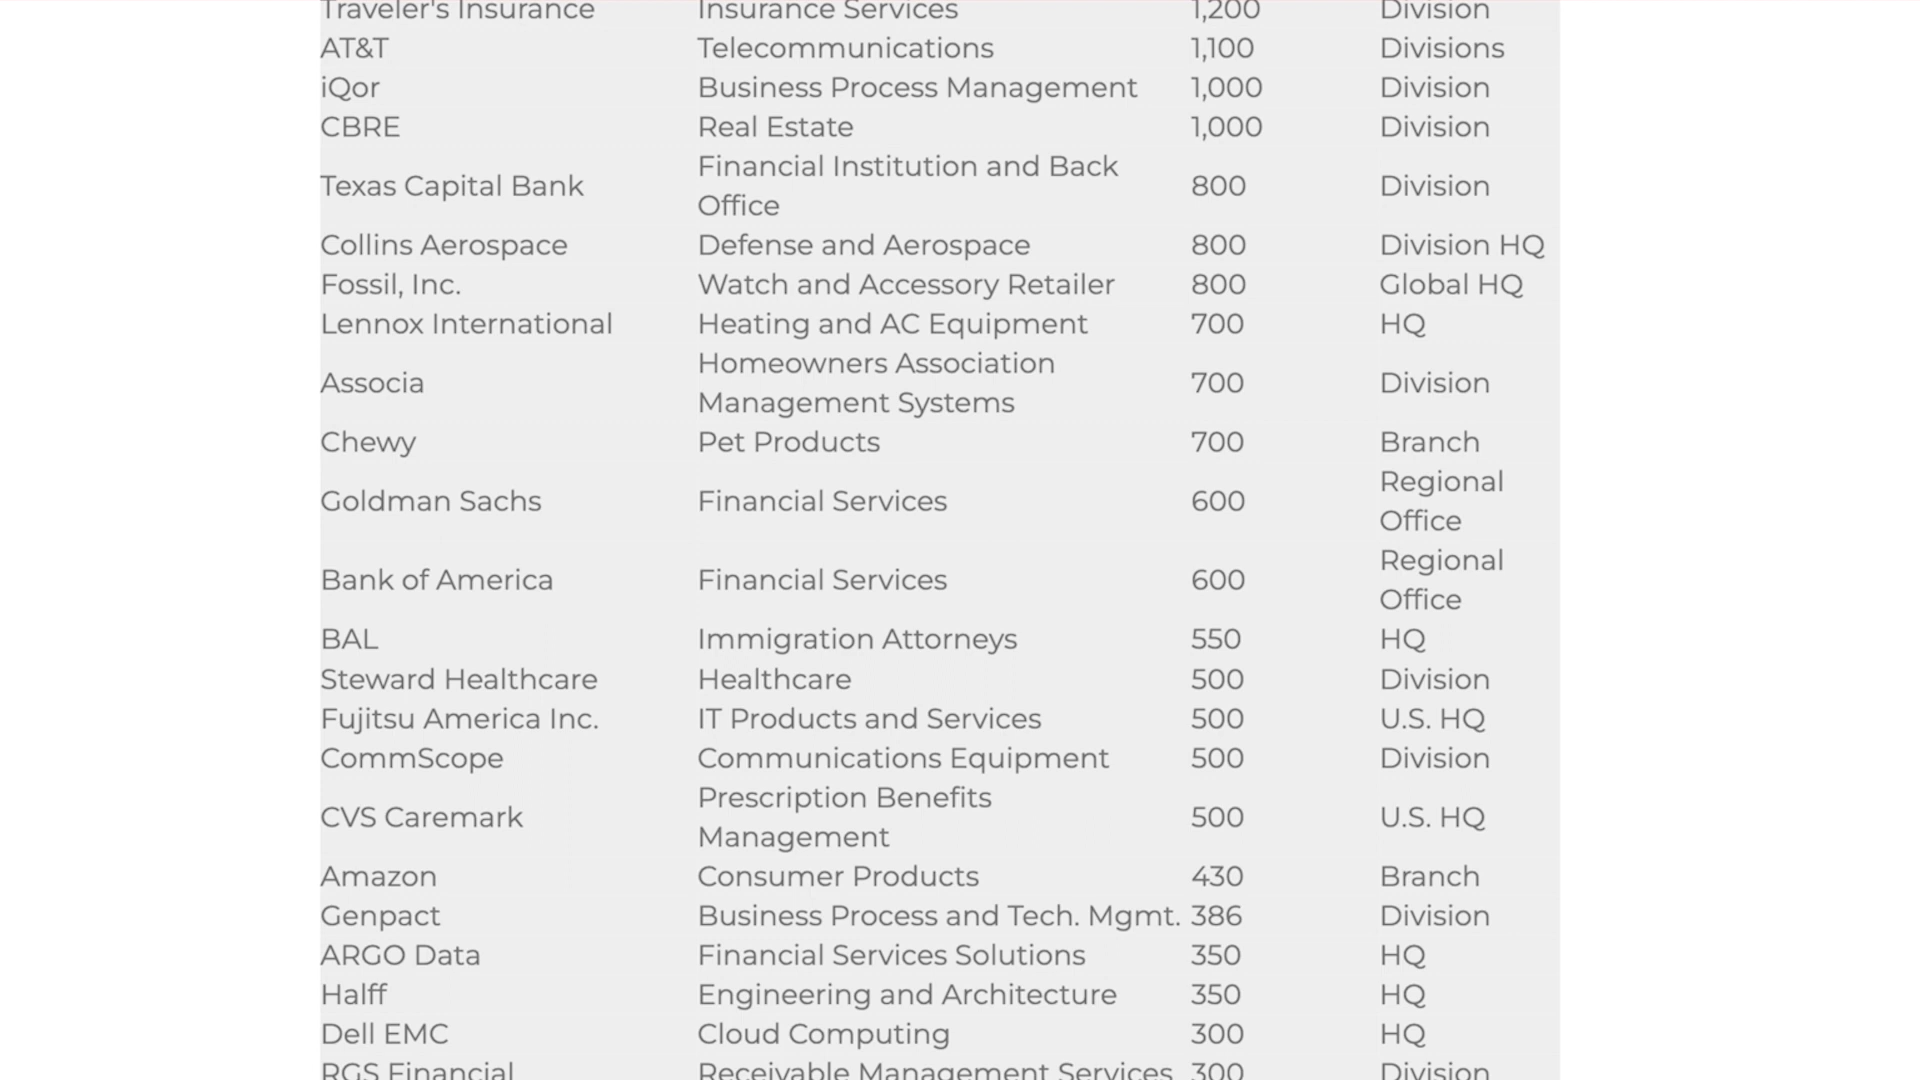 Traveler's Insurance Insurance Services 1,200 Division
AT&T Telecommunications 1,100 Divisions
iQor Business Process Management 1,000 Division
CBRE Real Estate 1,000 Division
Texas Capital Bank Financial Institution and Back Office 800 Division
Collins Aerospace Defense and Aerospace 800 Division HQ
Fossil, Inc. Watch and Accessory Retailer 800 Global HQ
Lennox International Heating and AC Equipment 700 HQ
Associa Homeowners Association Management Systems 700 Division
Chewy Pet Products 700 Branch
Goldman Sachs Financial Services 600 Regional Office
Bank of America Financial Services 600 Regional Office
BAL Immigration Attorneys 550 HQ
Steward Healthcare Healthcare 500 Division
Fujitsu America Inc. IT Products and Services 500 U.S. HQ
CommScope Communications Equipment 500 Division
CVS Caremark Prescription Benefits Management 500 U.S. HQ
Amazon Consumer Products 430 Branch
Genpact Business Process and Tech. Mgmt. 386 Division
ARGO Data Financial Services Solutions 350 HQ
Halff Engineering and Architecture 350 HQ
Dell EMC Cloud Computing 300 HQ
RGS Financial Receivable Management Services 300 Division